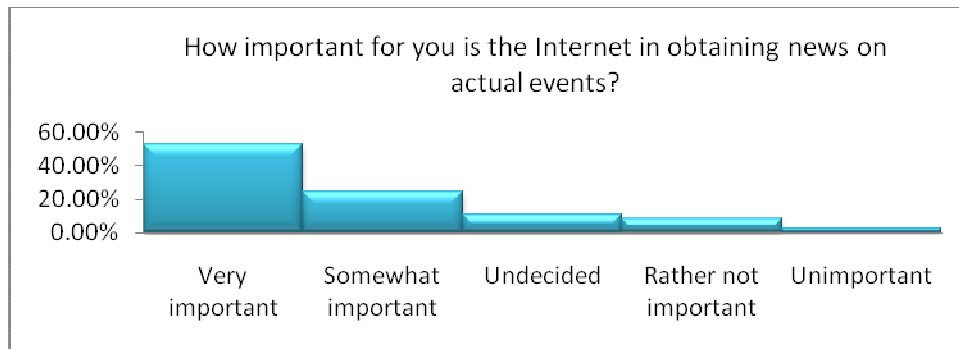 How important for you is the Internet in obtaining news on
actual events?
60.00%
40.00%
20.00%
0.00%
Very
important
Somewhat
important
Undecided
Rather not
important
Unimportant